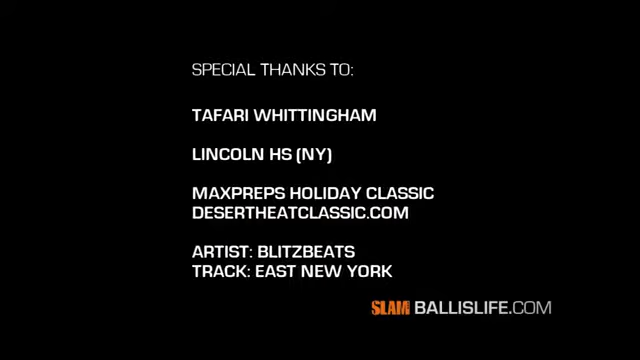 SPECIAL THANKS TO:
TAFARI WHITTINGHAM
LINCOLN HS (NY)
MAXPREPS HOLIDAY CLASSIC
DESERTHEATCLASSIC.COM
ARTIST: BLITZBEATS
TRACK: EAST NEW YORK
SLAM BALLISLIFE.COM